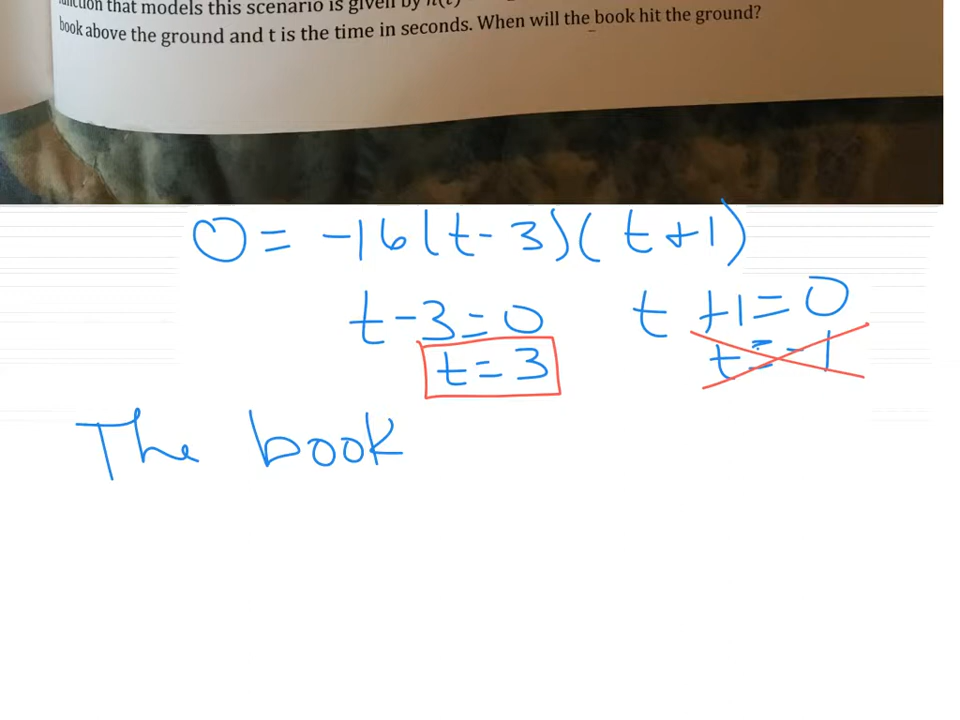 function that models this scenario is given by h(t)
book above the ground and t is the time in seconds. When will the book hit the ground?
0 = -16(t-3)(t+1)
t-3=0 t+1=0
t=3 t=-1
The book